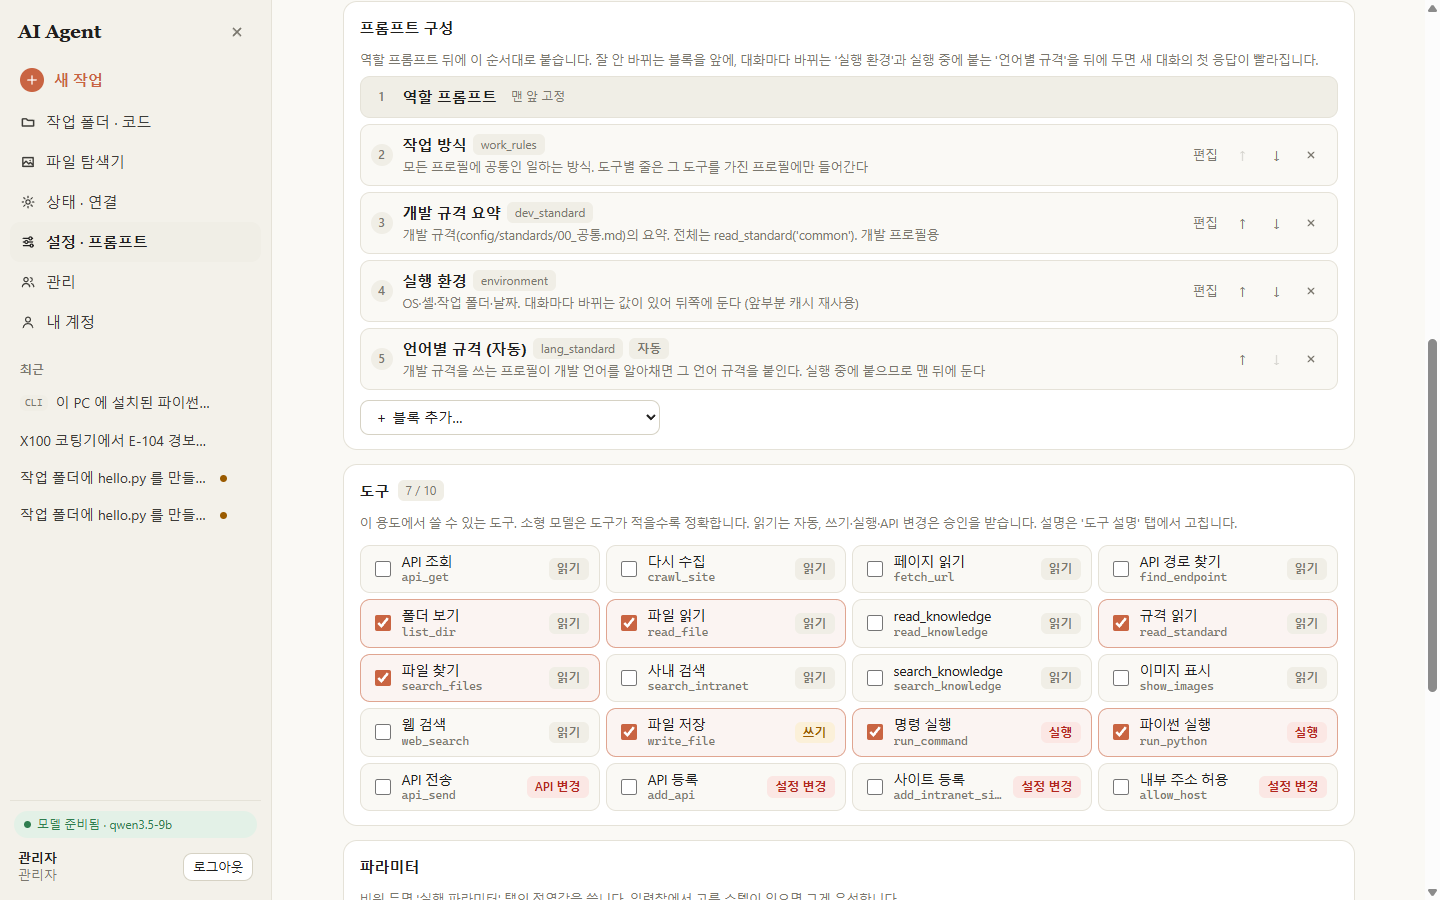 AI Agent
×
+ 새 작업
작업 폴더 · 코드
파일 탐색기
상태 · 연결
설정 · 프롬프트
관리
내 계정
최근
CLI 이 PC 에 설치된 파이썬...
X100 코팅기에서 E-104 경보...
작업 폴더에 hello.py 를 만들...
작업 폴더에 hello.py 를 만들...
모델 준비됨 · qwen3.5-9b
관리자
관리자
로그아웃
프롬프트 구성
역할 프롬프트 뒤에 이 순서대로 붙습니다. 잘 안 바뀌는 블록을 앞에, 대화마다 바뀌는 '실행 환경'과 실행 중에 붙는 '언어별 규격'을 뒤에 두면 새 대화의 첫 응답이 빨라집니다.
1 역할 프롬프트 맨 앞 고정
2 작업 방식 work_rules
모든 프로필에 공통인 일하는 방식. 도구별 줄은 그 도구를 가진 프로필에만 들어간다
편집 ↑ ↓ ×
3 개발 규격 요약 dev_standard
개발 규격(config/standards/00_공통.md)의 요약. 전체는 read_standard('common'). 개발 프로필용
편집 ↑ ↓ ×
4 실행 환경 environment
OS·셸·작업 폴더·날짜. 대화마다 바뀌는 값이 있어 뒤쪽에 둔다 (앞부분 캐시 재사용)
편집 ↑ ↓ ×
5 언어별 규격 (자동) lang_standard 자동
개발 규격을 쓰는 프로필이 개발 언어를 알아채면 그 언어 규격을 붙인다. 실행 중에 붙으므로 맨 뒤에 둔다
↑ ↓ ×
+ 블록 추가...
도구 7 / 10
이 용도에서 쓸 수 있는 도구. 소형 모델은 도구가 적을수록 정확합니다. 읽기는 자동, 쓰기·실행·API 변경은 승인을 받습니다. 설명은 '도구 설명' 탭에서 고칩니다.
API 조회
api_get
읽기
다시 수집
crawl_site
읽기
페이지 읽기
fetch_url
읽기
API 경로 찾기
find_endpoint
읽기
폴더 보기
list_dir
읽기
파일 읽기
read_file
읽기
read_knowledge
read_knowledge
읽기
규격 읽기
read_standard
읽기
파일 찾기
search_files
읽기
사내 검색
search_intranet
읽기
search_knowledge
search_knowledge
읽기
이미지 표시
show_images
읽기
웹 검색
web_search
읽기
파일 저장
write_file
쓰기
명령 실행
run_command
실행
파이썬 실행
run_python
실행
API 전송
api_send
API 변경
API 등록
add_api
설정 변경
사이트 등록
add_intranet_si...
설정 변경
내부 주소 허용
allow_host
설정 변경
파라미터